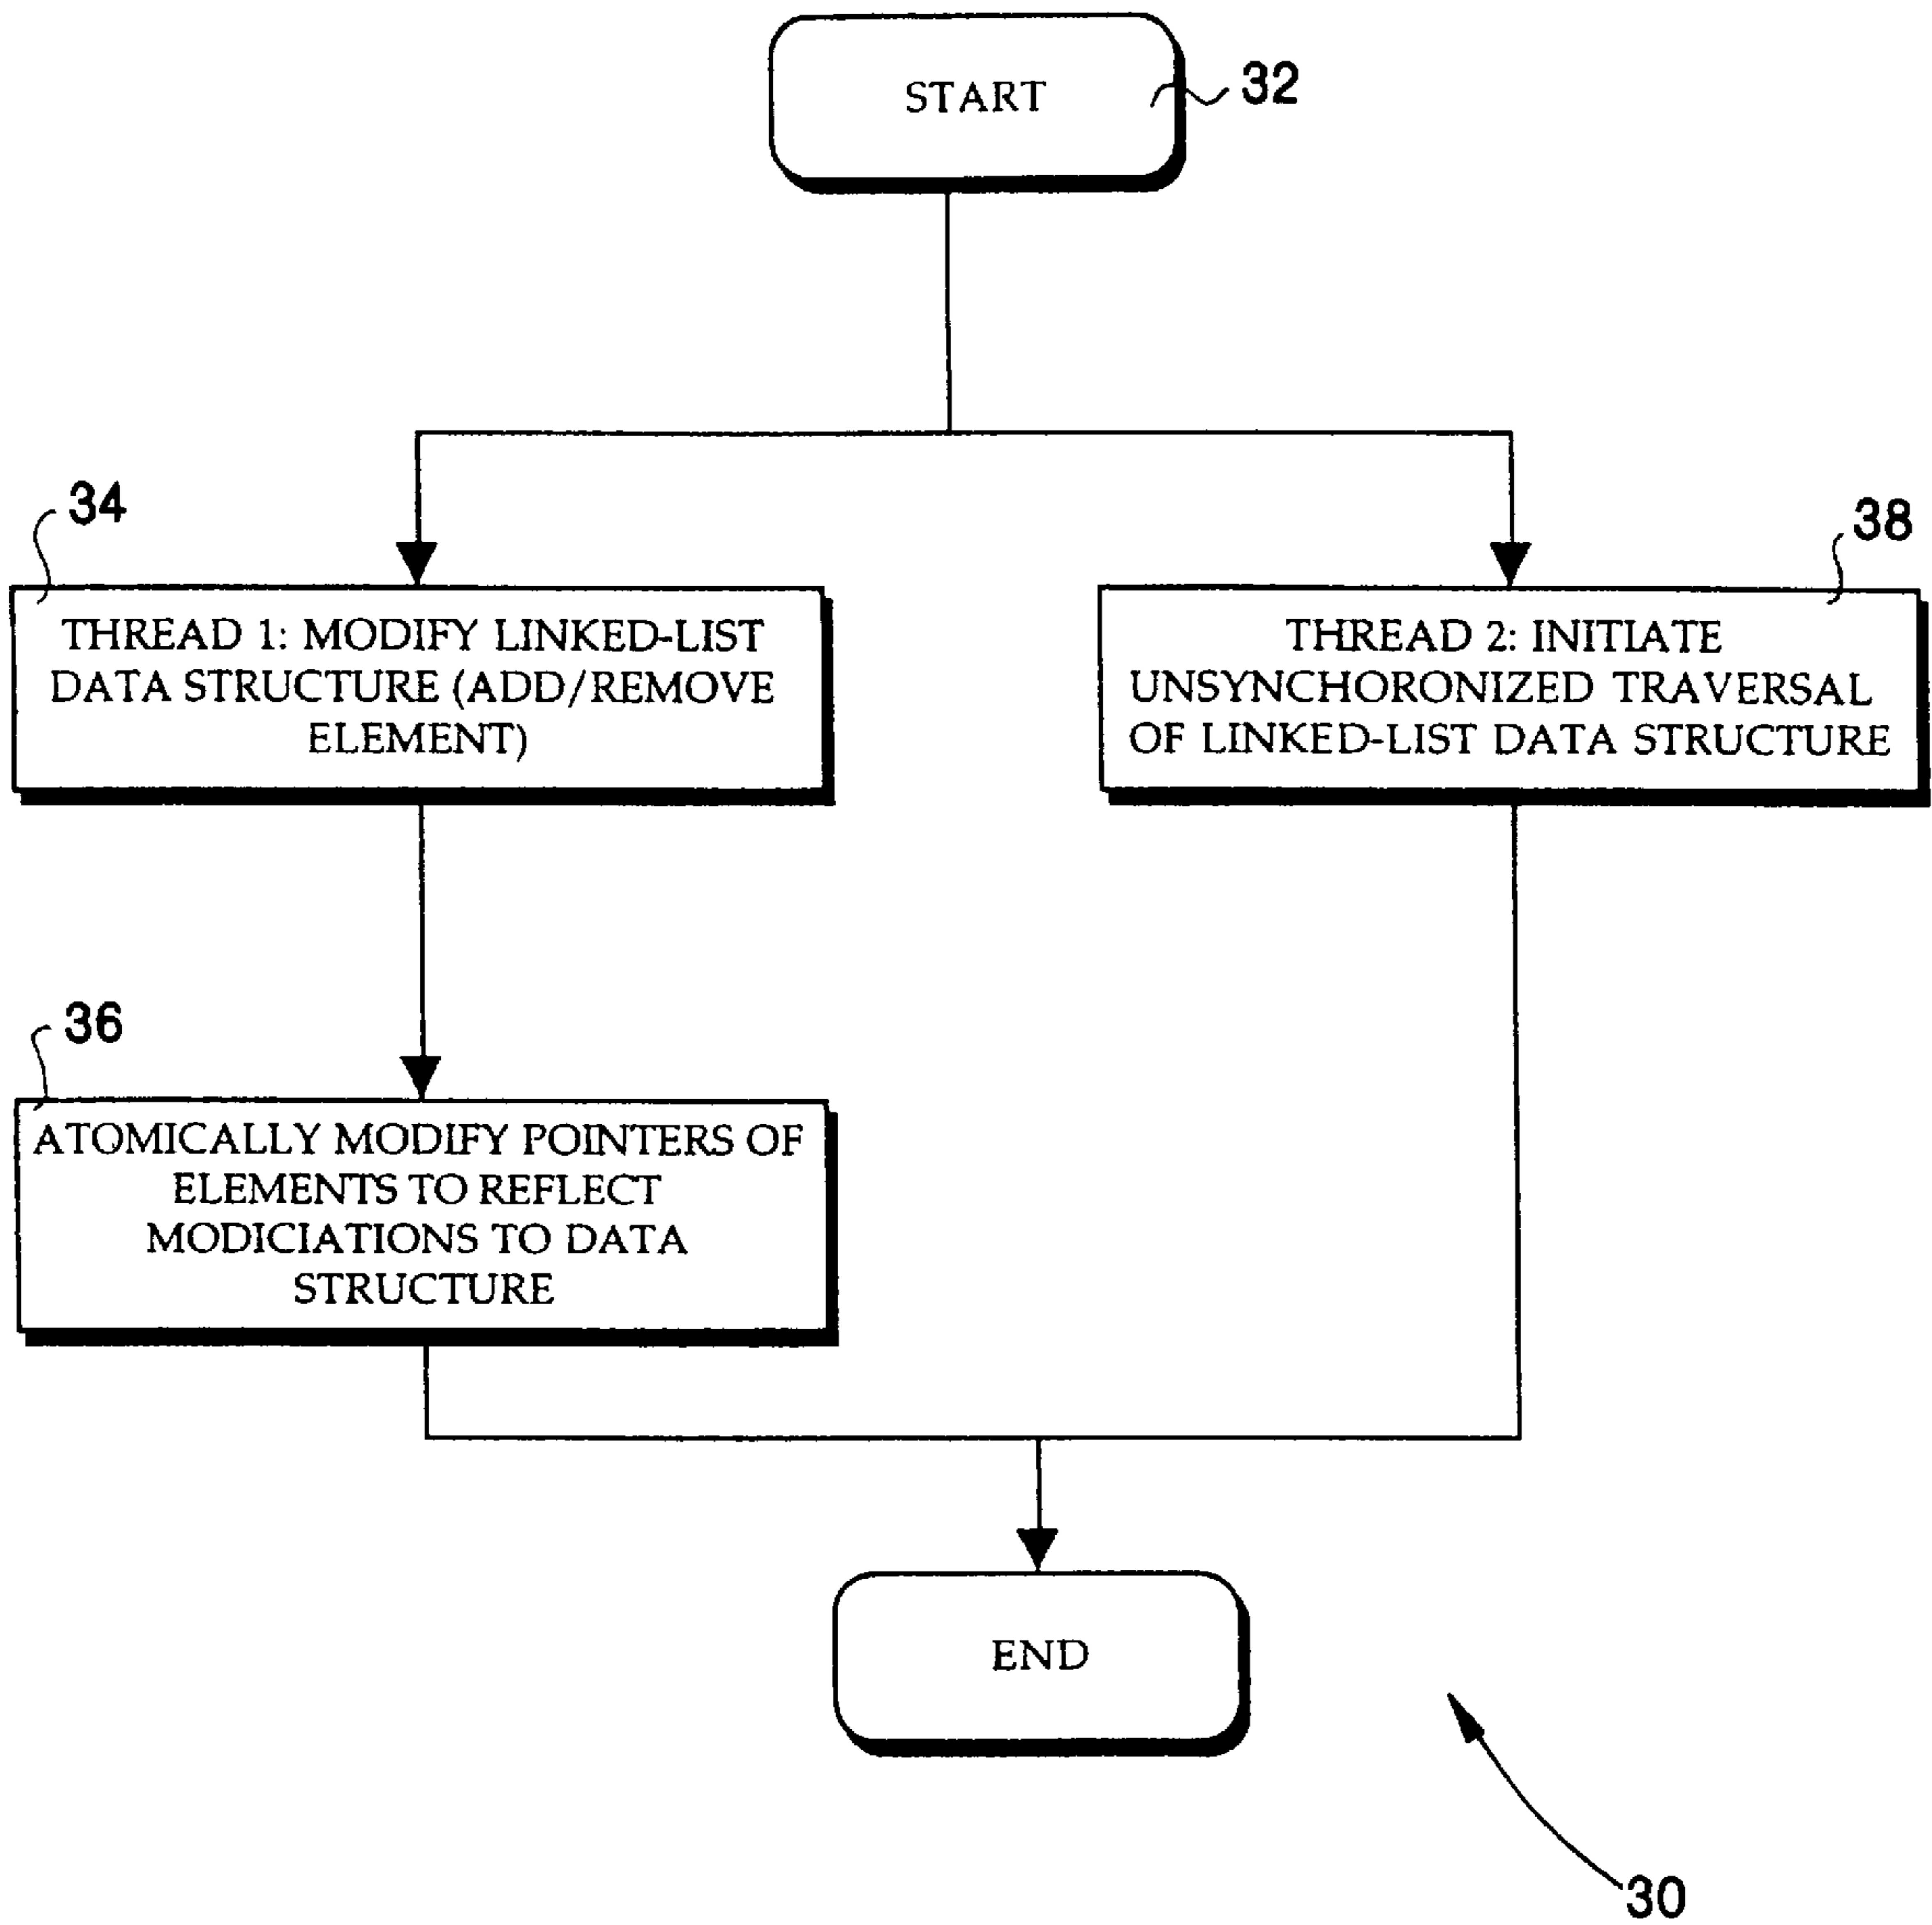 START
32
34
THREAD 1: MODIFY LINKED-LIST
DATA STRUCTURE (ADD/REMOVE
ELEMENT)
38
THREAD 2: INITIATE
UNSYNCHORONIZED TRAVERSAL
OF LINKED-LIST DATA STRUCTURE
36
ATOMICALLY MODIFY POINTERS OF
ELEMENTS TO REFLECT
MODICIATIONS TO DATA
STRUCTURE
END
30